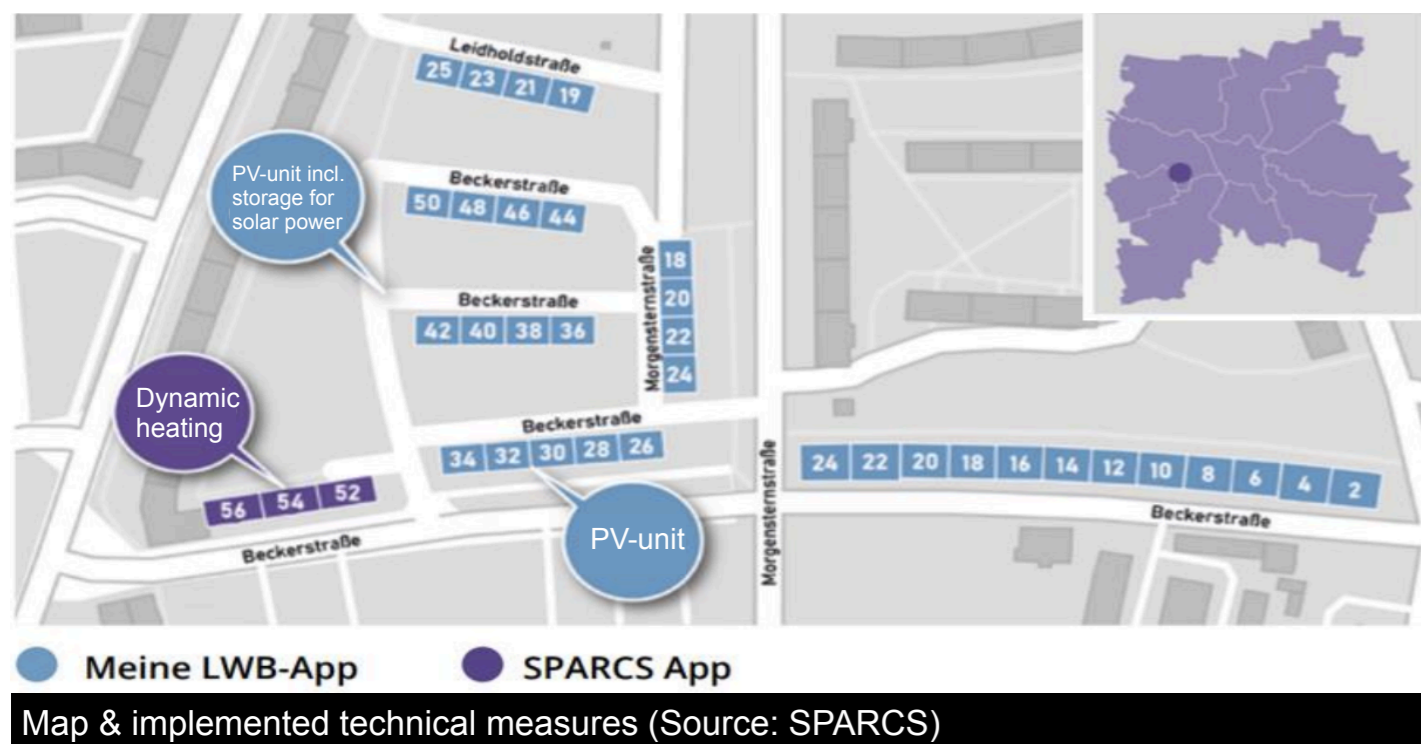 Leidholdstraße
25 23 21 19
PV-unit incl.
storage for
solar power
Beckerstraße
50 48 46 44
Morgensternstraße
18
20
22
24
Beckerstraße
42 40 38 36
Dynamic
heating
Beckerstraße
34 32 30 28 26
56 54 52
Beckerstraße
PV-unit
Morgensternstraße
24 22 20 18 16 14 12 10 8 6 4 2
Beckerstraße
Meine LWB-App
SPARCS App
Map & implemented technical measures (Source: SPARCS)